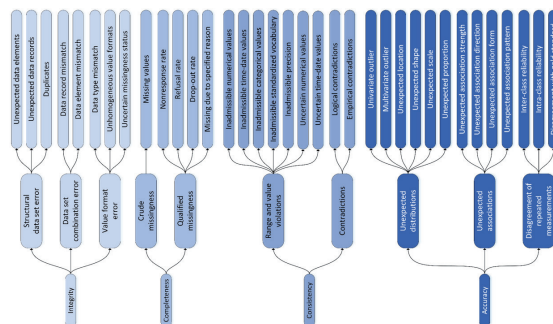 Unexpected data elements
Unexpected data records
Duplicates
Data record mismatch
Data element mismatch
Data type mismatch
Unhomogeneous value formats
Uncertain missingness status
Missing values
Nonresponse rate
Refusal rate
Drop-out rate
Missing due to specified reason
Inadmissible numerical values
Inadmissible time-date values
Inadmissible categorical values
Inadmissible standardized vocabulary
Inadmissible precision
Uncertain numerical values
Uncertain time-date values
Logical contradictions
Empirical contradictions
Univariate outlier
Multivariate outlier
Unexpected location
Unexpected shape
Unexpected scale
Unexpected proportion
Unexpected association strength
Unexpected association direction
Unexpected association form
Unexpected association pattern
Inter-class reliability
Intra-class reliability
Structural
data set error
Data set
combination error
Value format
error
Crude
missingness
Qualified
missingness
Range and value
violations
Contradictions
Unexpected
distributions
Unexpected
associations
Disagreement of
repeated
measurements
Integrity
Completeness
Consistency
Accuracy